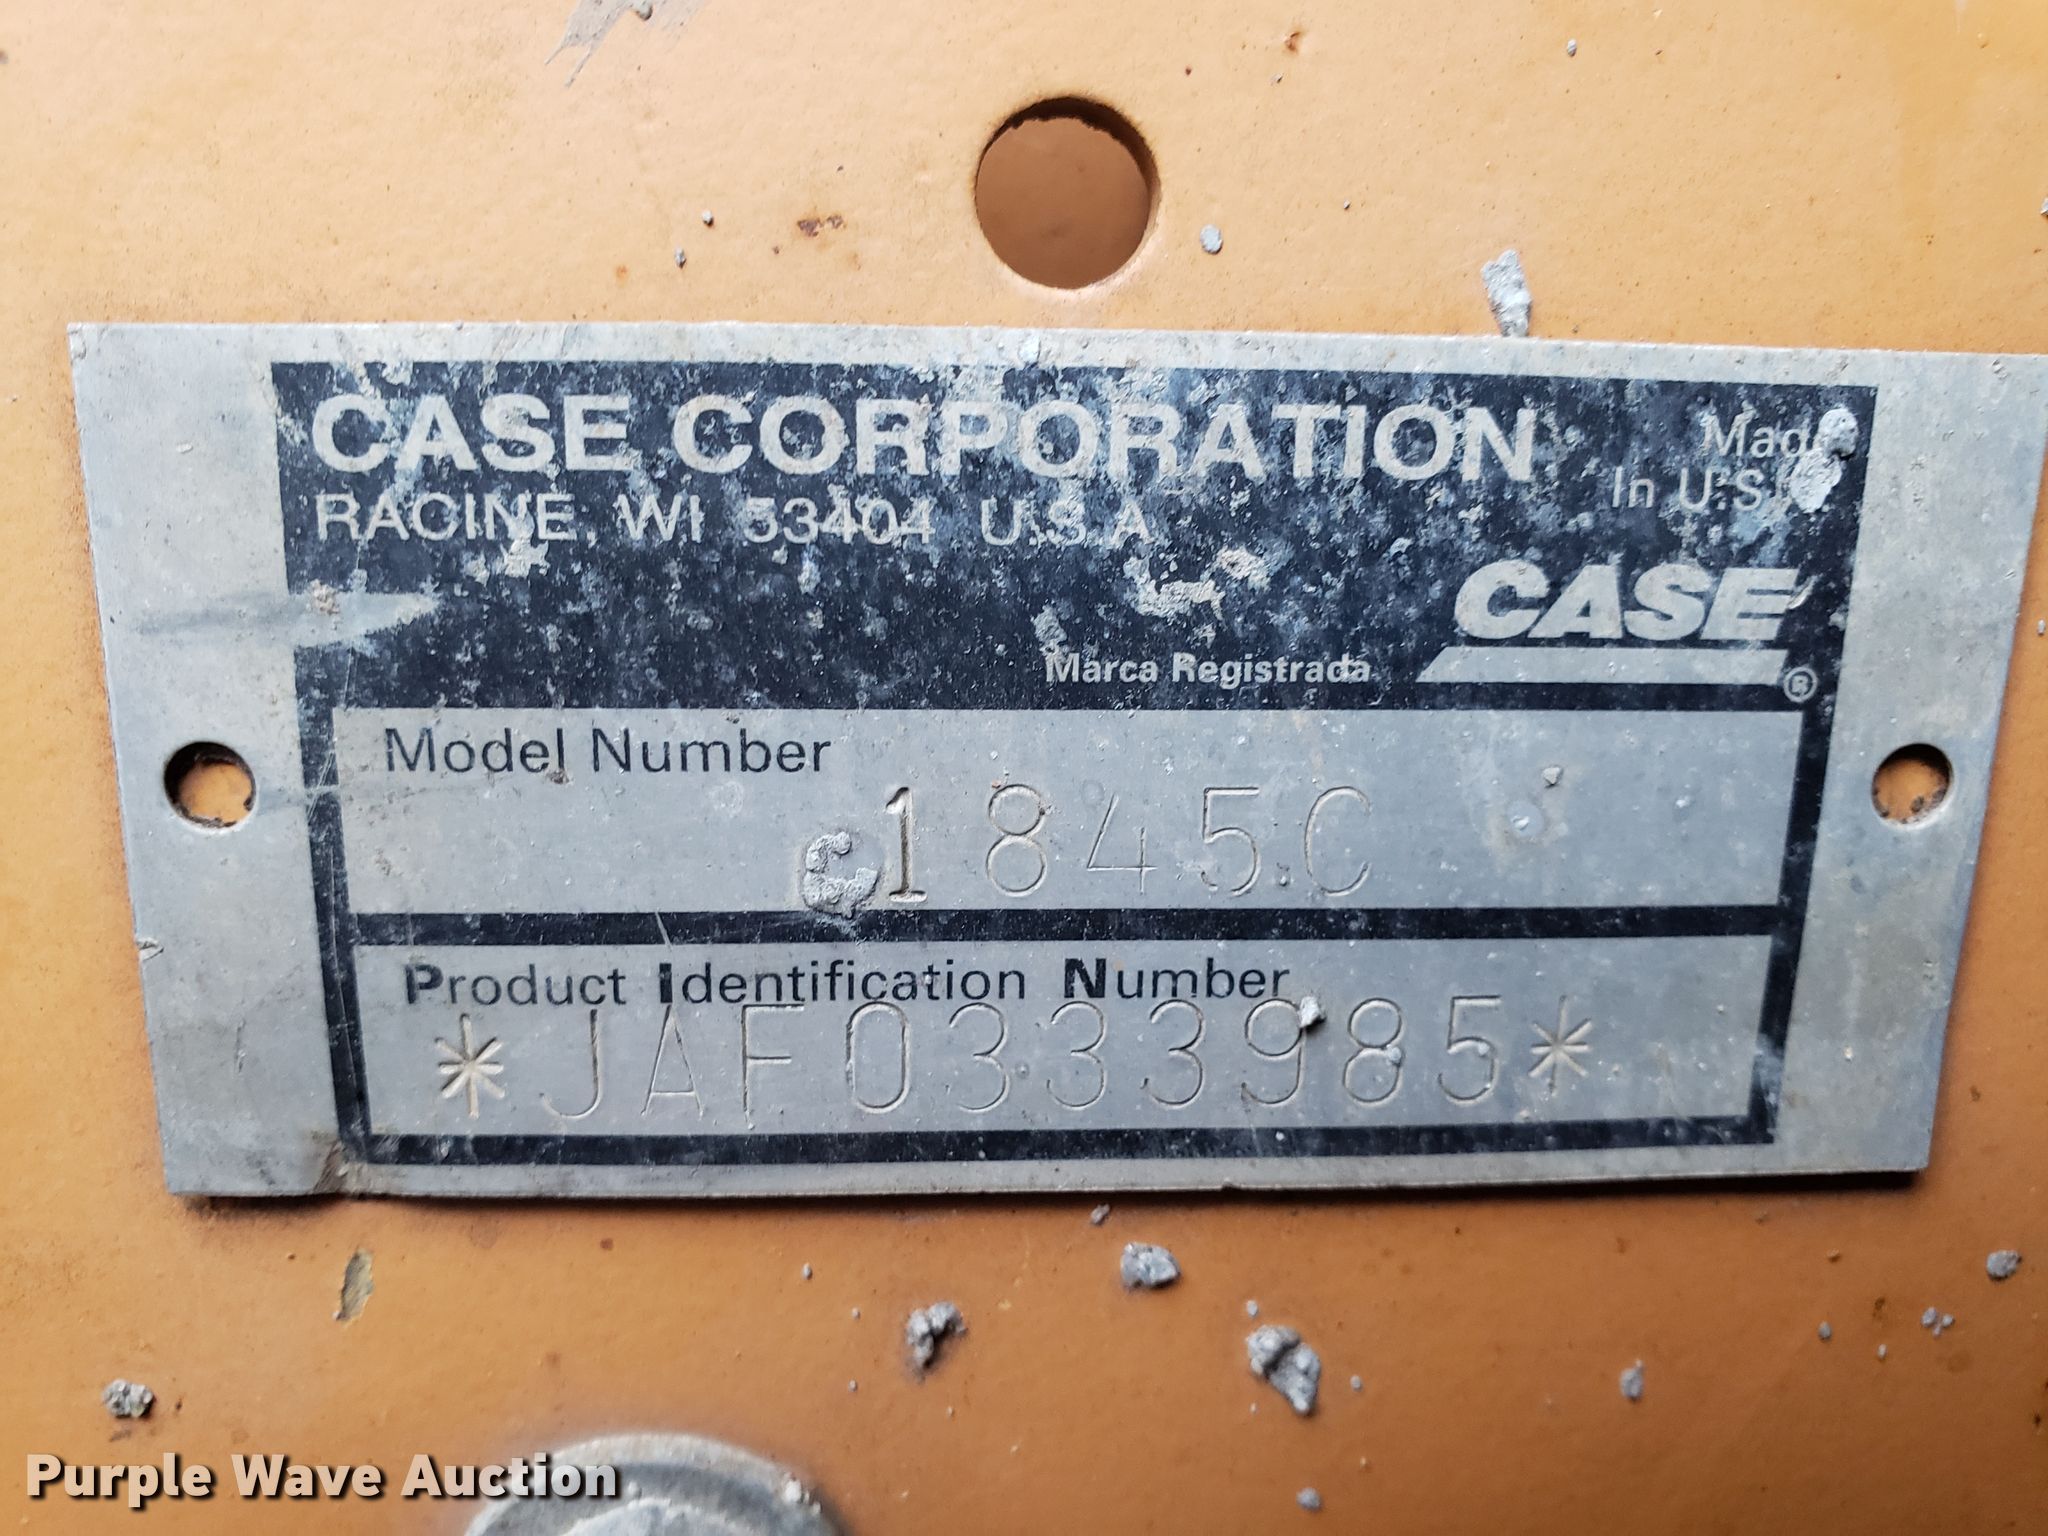 CASE CORPORATION
RACINE, WI 53404 U.S.A.
Made
In U.S.A.
CASE
Marca Registrada ®
Model Number
1845C
Product Identification Number
*JAF0333985*
Purple Wave Auction